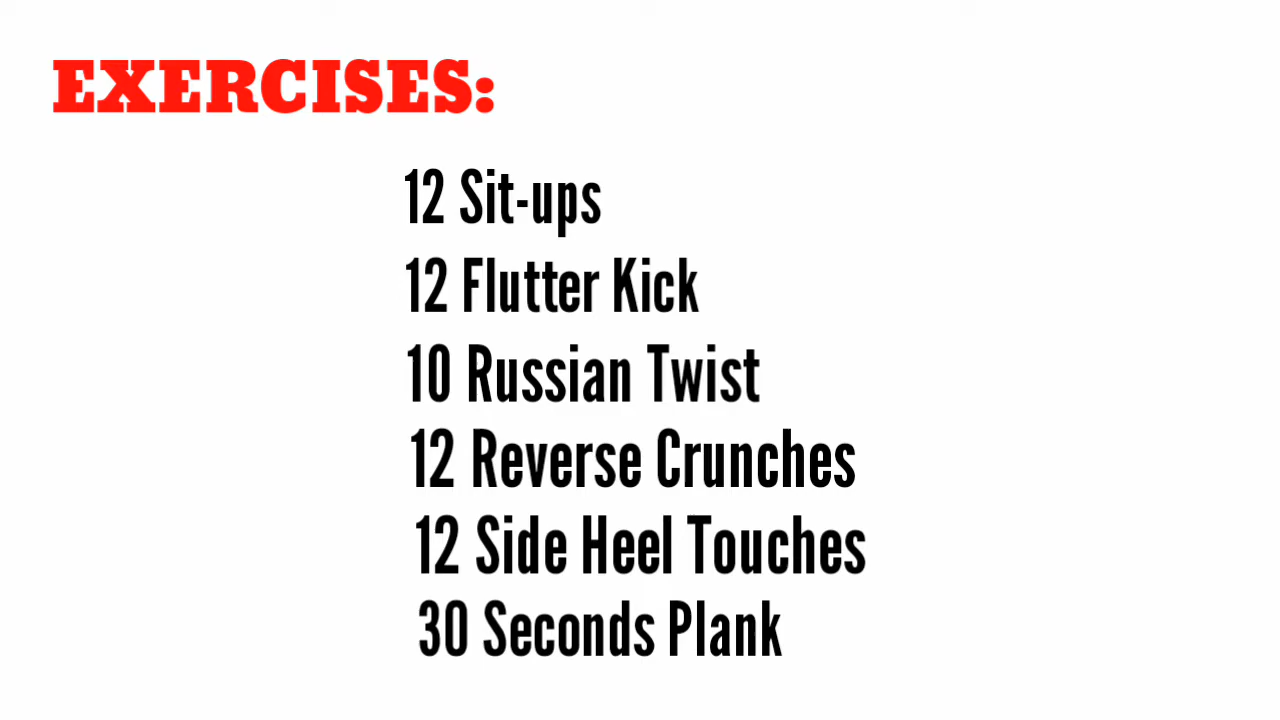 EXERCISES:
12 Sit-ups
12 Flutter Kick
10 Russian Twist
12 Reverse Crunches
12 Side Heel Touches
30 Seconds Plank